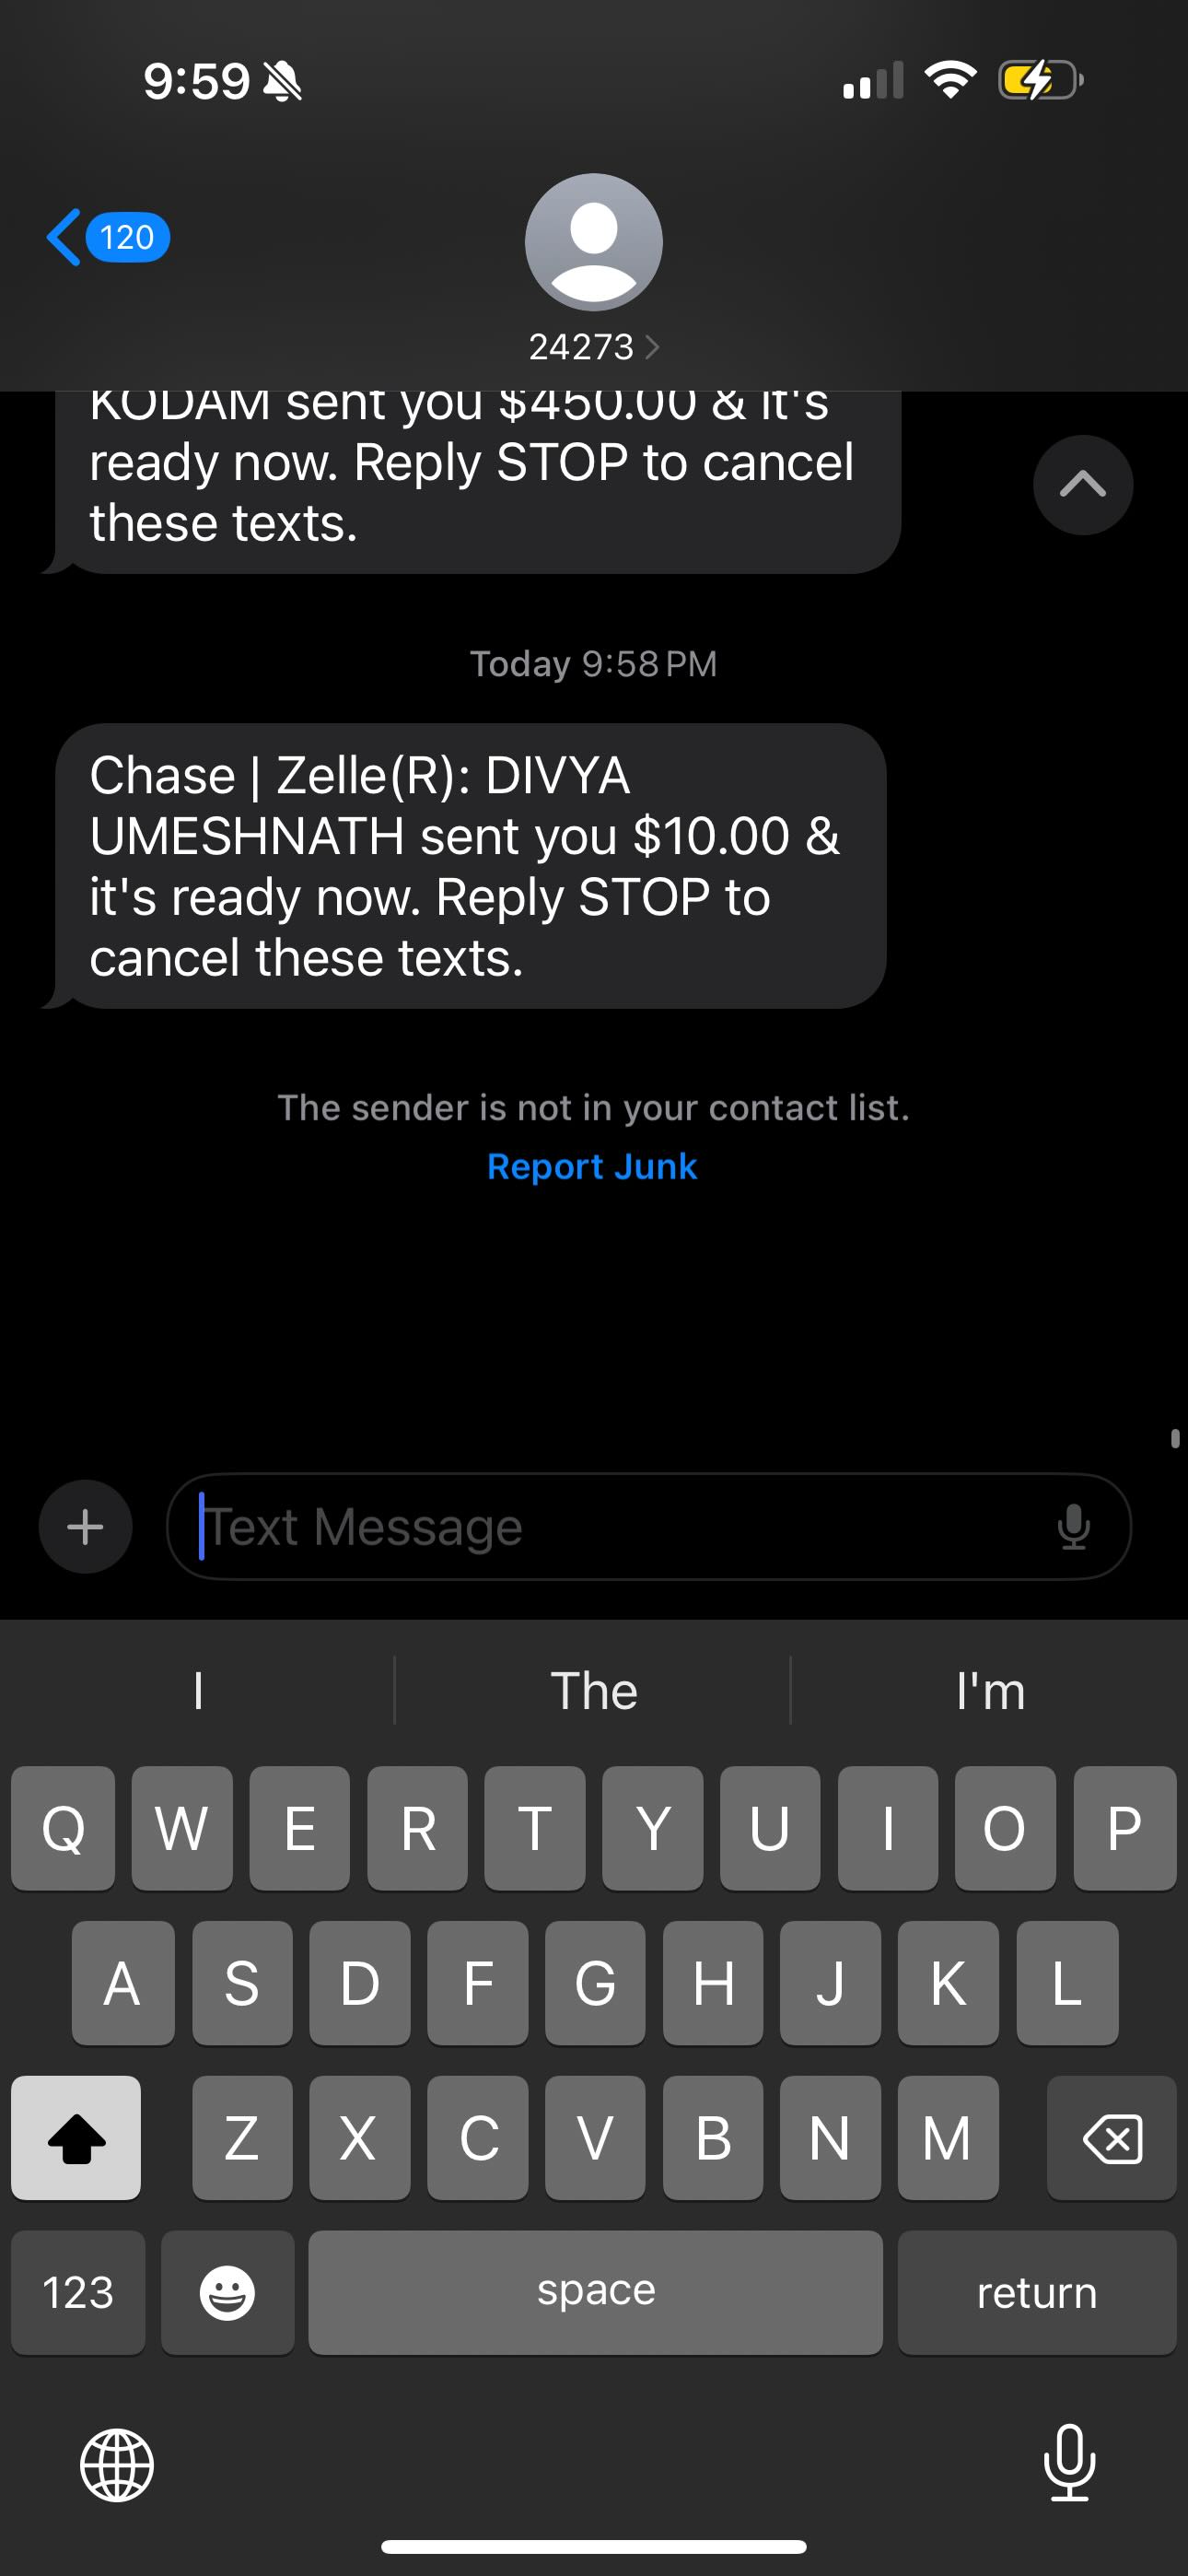 9:59
120
24273
KODAM sent you $450.00 & it's
ready now. Reply STOP to cancel
these texts.
Today 9:58 PM
Chase | Zelle(R): DIVYA
UMESHNATH sent you $10.00 &
it's ready now. Reply STOP to
cancel these texts.
The sender is not in your contact list.
Report Junk
Text Message
I The I'm
Q W E R T Y U I O P
A S D F G H J K L
Z X C V B N M
123 space return